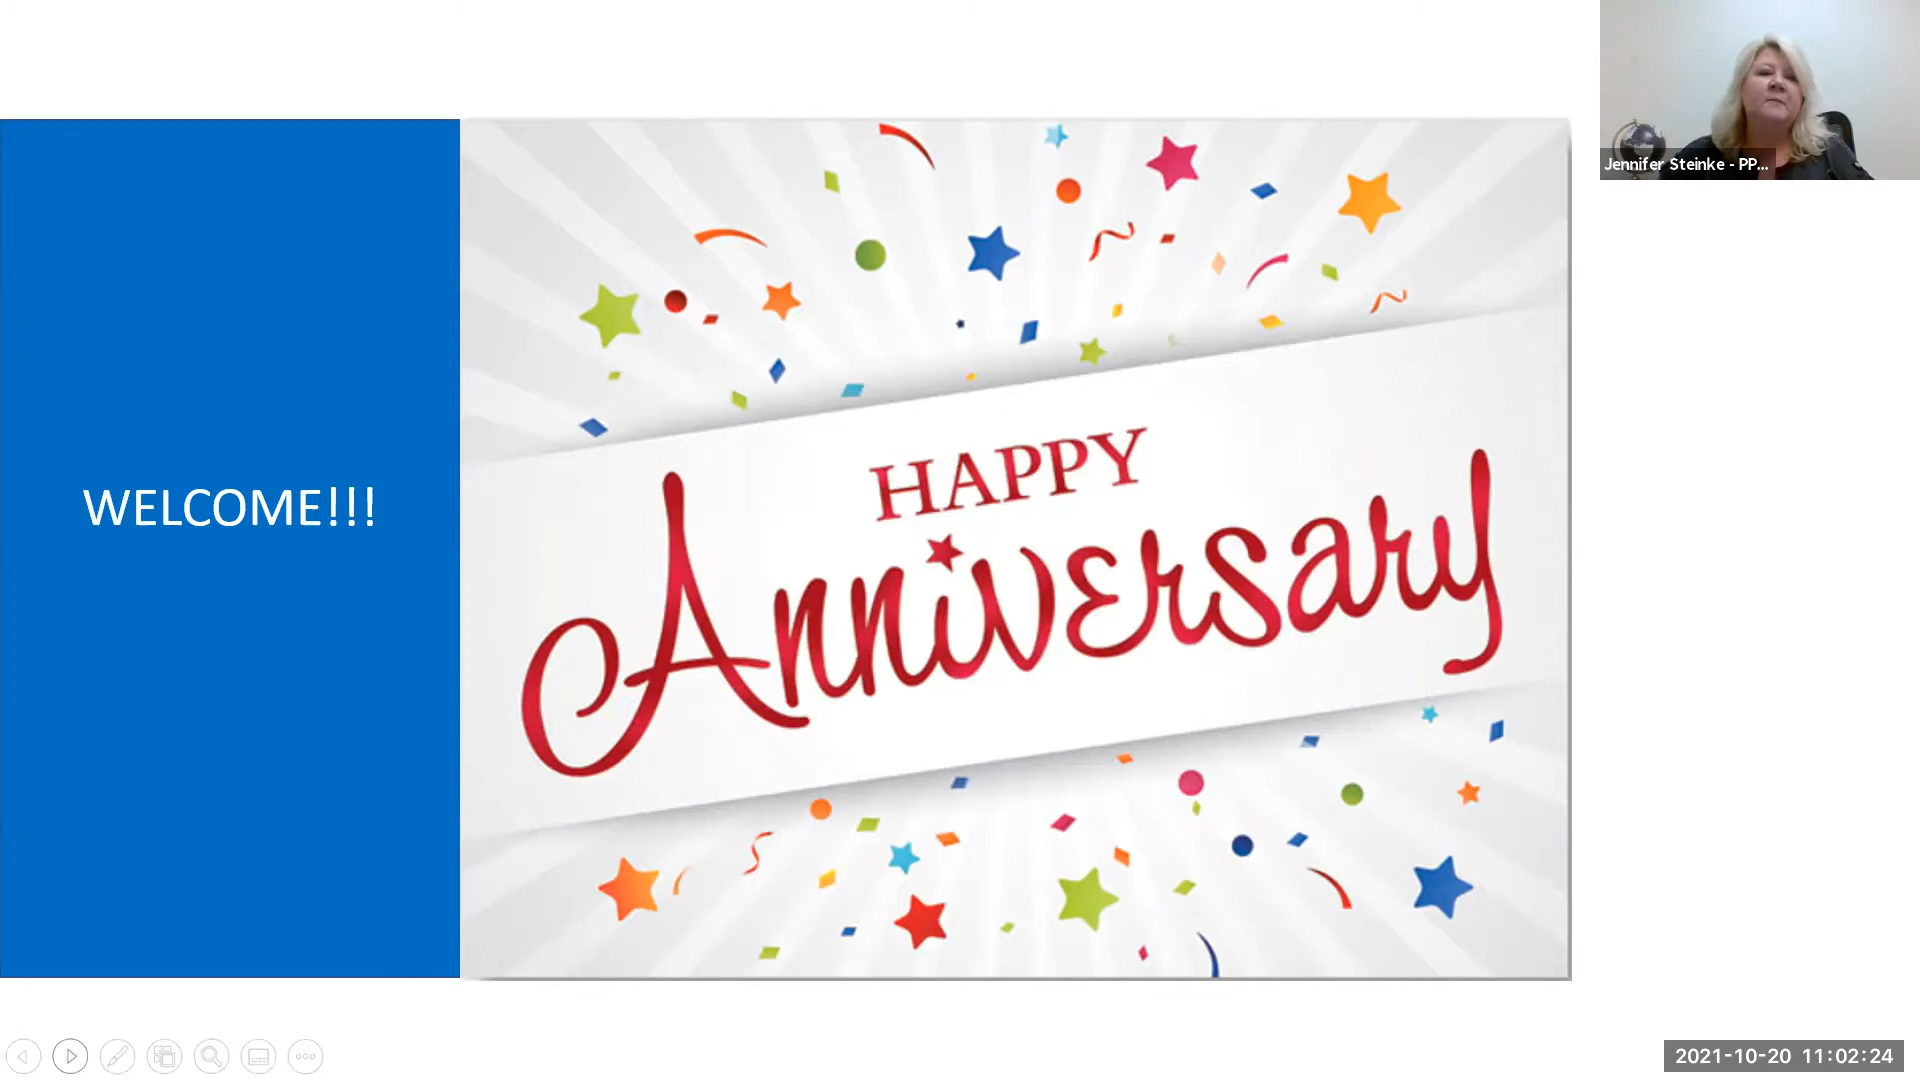 WELCOME!!!
HAPPY
Anniversary
Jennifer Steinke - PP...
2021-10-20 11:02:24